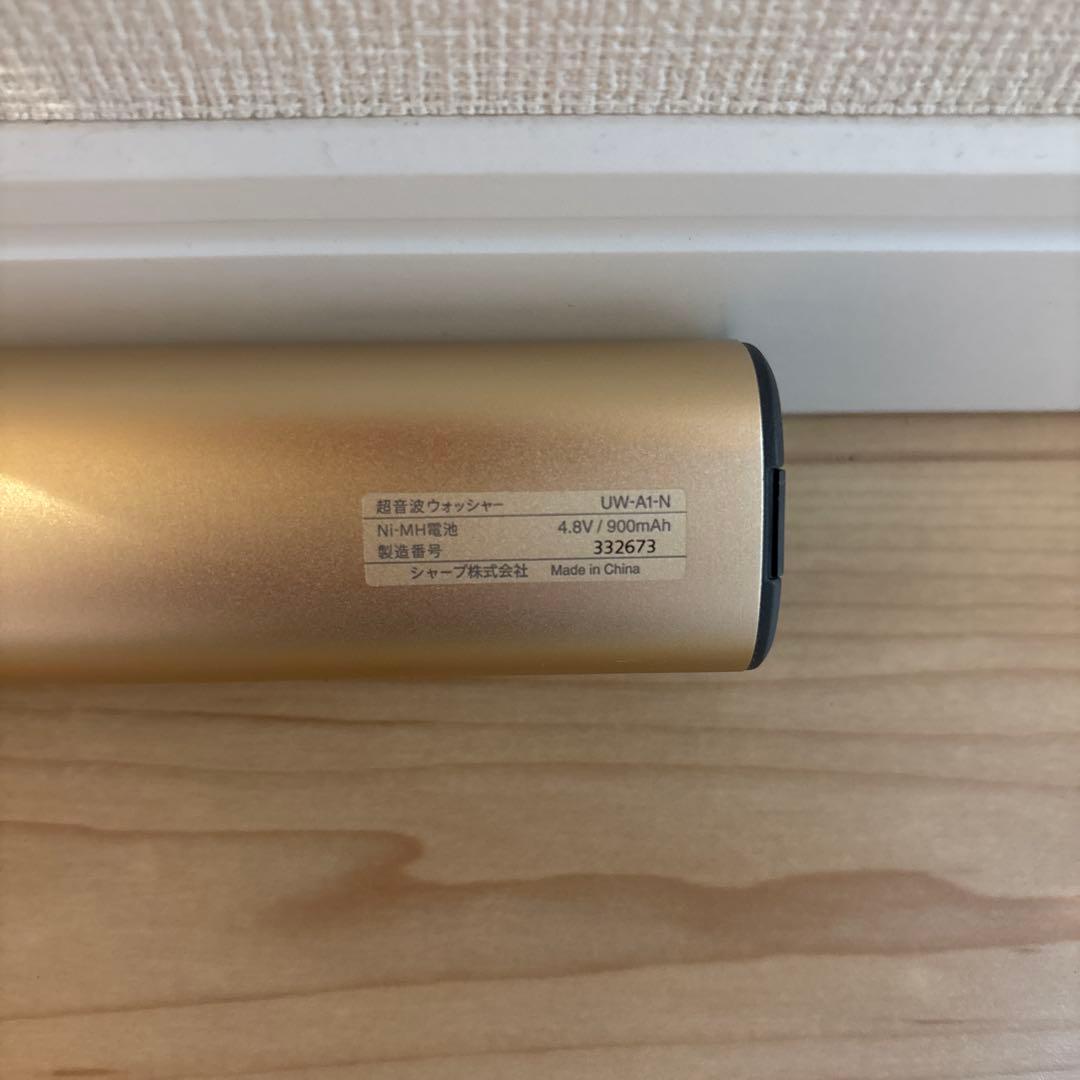 超音波ウォッシャー UW-A1-N
Ni-MH電池 4.8V / 900mAh
製造番号 332673
シャープ株式会社 Made in China